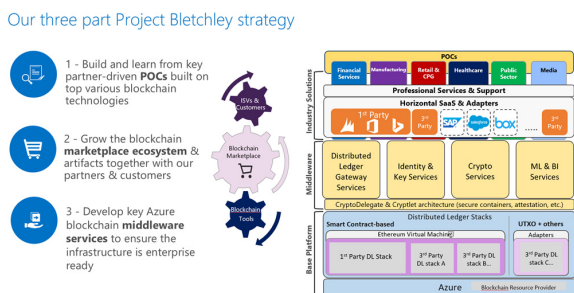 Our three part Project Bletchley strategy
1 - Build and learn from key
partner-driven POCs built on
top various blockchain
technologies
2 - Grow the blockchain
marketplace ecosystem &
artifacts together with our
partners & customers
3 - Develop key Azure
blockchain middleware
services to ensure the
infrastructure is enterprise
ready
ISVs &
Customers
Blockchain
Marketplace
Blockchain
Tools
Industry Solutions
Middleware
Base Platform
POCs
Financial
Services
Manufacturing
Retail &
CPG
Healthcare
Public
Sector
Media
Professional Services & Support
Horizontal SaaS & Adapters
1st Party
3rd
Party
SAP
salesforce
box
.....
3rd
Party
Distributed
Ledger
Gateway
Services
Identity &
Key Services
Crypto
Services
ML & BI
Services
CryptoDelegate & Cryptlet architecture (secure containers, attestation, etc.)
Distributed Ledger Stacks
Smart Contract-based
UTXO + others
Ethereum Virtual Machine
Adapters
1st Party DL Stack
3rd Party
DL
stack A
3rd Party
DL
stack B...
3rd Party
DL
stack C...
Azure
Blockchain Resource Provider